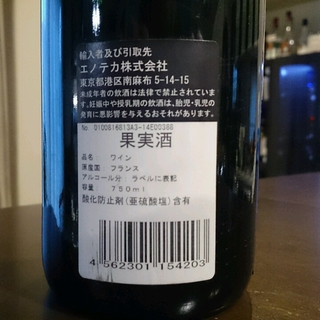 輸入者及び引取先
エノテカ株式会社
東京都港区南麻布5-14-15
未成年者の飲酒は法律で禁止されていま
す。妊娠中や授乳期の飲酒は、胎児・乳児の
発育に悪影響を与えるおそれがあります。
No. 0100816813A3-14E00388
果実酒
品名: ワイン
原産国: フランス
アルコール分 ラベルに表記
容量 750ml
酸化防止剤(亜硫酸塩)含有
4 562301 154203